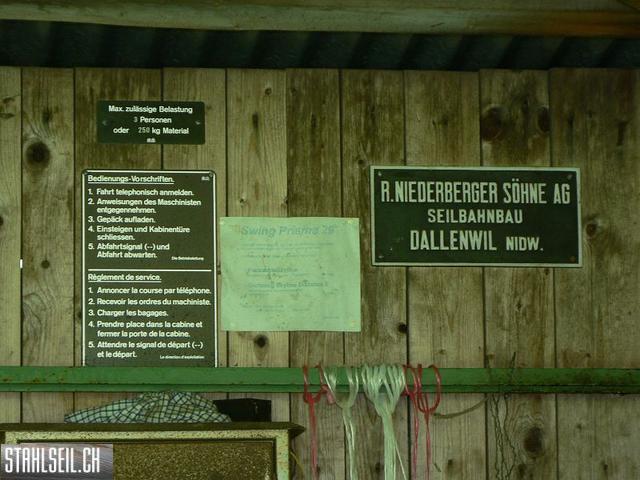 Max. zulässige Belastung
3 Personen
oder 250 kg Material
Bedienungs-Vorschriften.
1. Fahrt telephonisch anmelden.
2. Anweisungen des Maschinisten
entgegennehmen.
3. Gepäck aufladen.
4. Einsteigen und Kabinentüre
schliessen.
5. Abfahrtsignal (--) und
Abfahrt abwarten.
Die Betriebsleitung
Règlement de service.
1. Annoncer la course par téléphone.
2. Recevoir les ordres du machiniste.
3. Charger les bagages.
4. Prendre place dans la cabine et
fermer la porte de la cabine.
5. Attendre le signal de départ (--)
et le départ.
La direction d'exploitation
Swing Prisma
R. NIEDERBERGER SÖHNE AG
SEILBAHNBAU
DALLENWIL NIDW.
STAHLSEIL.CH